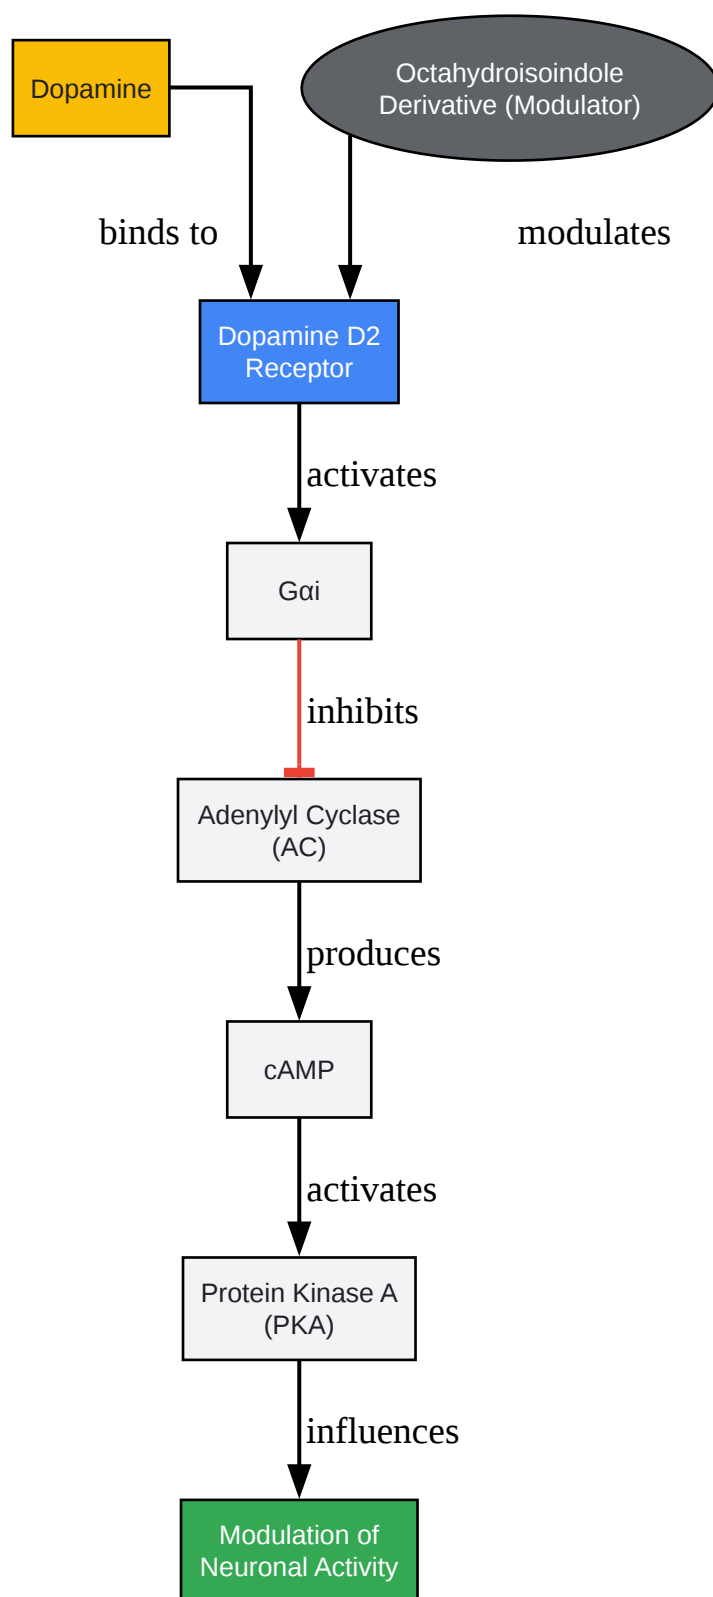 Dopamine
Octahydroisoindole
Derivative (Modulator)
binds to
modulates
Dopamine D2
Receptor
activates
Gαi
inhibits
Adenylyl Cyclase
(AC)
produces
cAMP
activates
Protein Kinase A
(PKA)
influences
Modulation of
Neuronal Activity